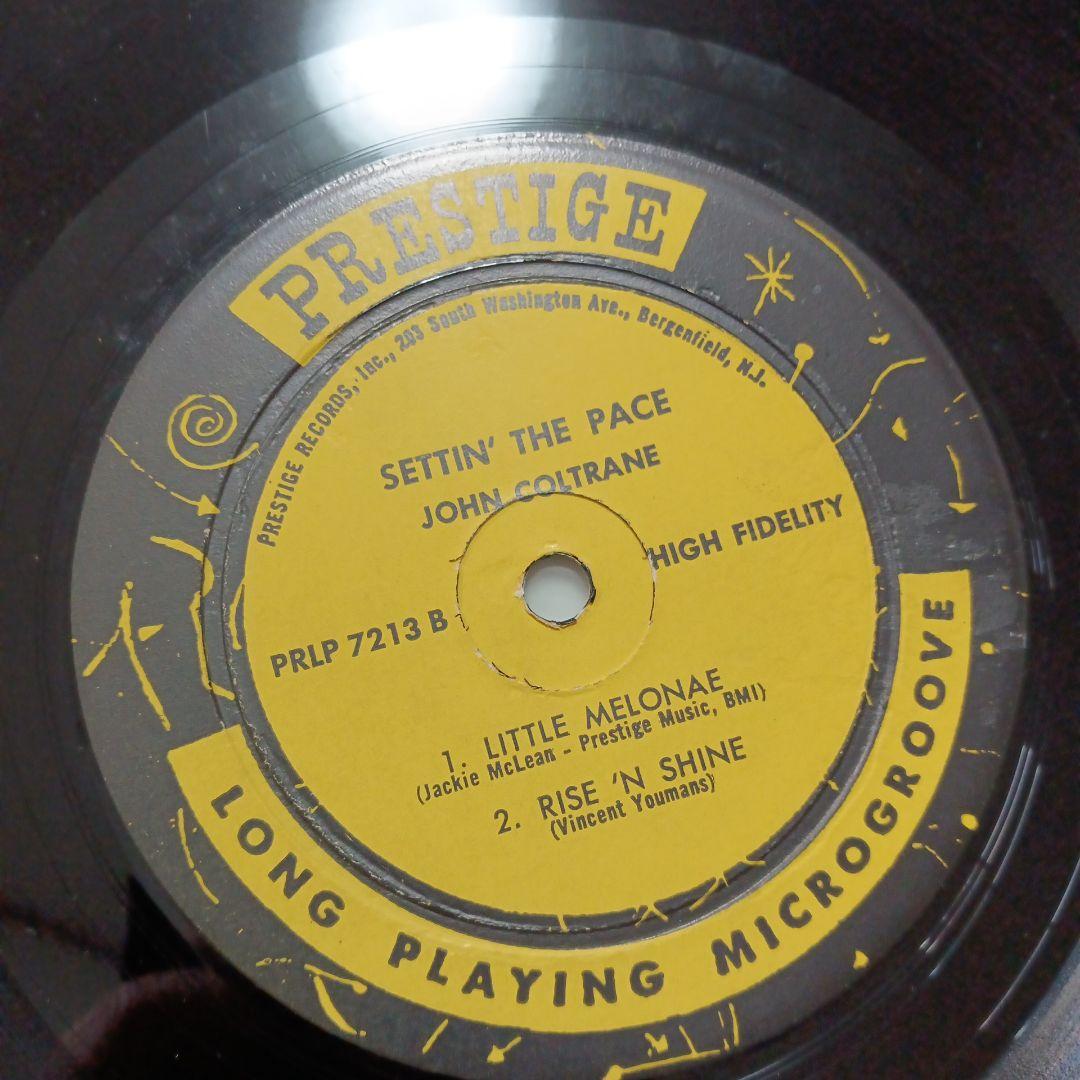 PRESTIGE
PRESTIGE RECORDS, Inc., 203 South Washington Ave., Bergenfield, N.J.
SETTIN' THE PACE
JOHN COLTRANE
HIGH FIDELITY
PRLP 7213 B
1. LITTLE MELONAE
(Jackie McLean - Prestige Music, BMI)
2. RISE 'N SHINE
(Vincent Youmans)
LONG PLAYING MICROGROOVE